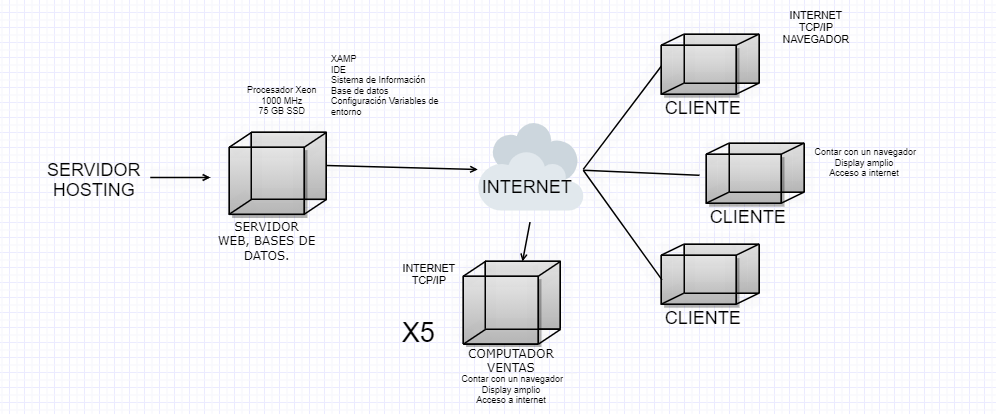 INTERNET
TCP/IP
NAVEGADOR
XAMP
IDE
Sistema de Información
Base de datos
Configuración Variables de
entorno
Procesador Xeon
1000 MHz
75 GB SSD
CLIENTE
SERVIDOR
HOSTING
INTERNET
Contar con un navegador
Display amplio
Acceso a internet
CLIENTE
SERVIDOR
WEB, BASES DE
DATOS.
INTERNET
TCP/IP
X5
CLIENTE
COMPUTADOR
VENTAS
Contar con un navegador
Display amplio
Acceso a internet